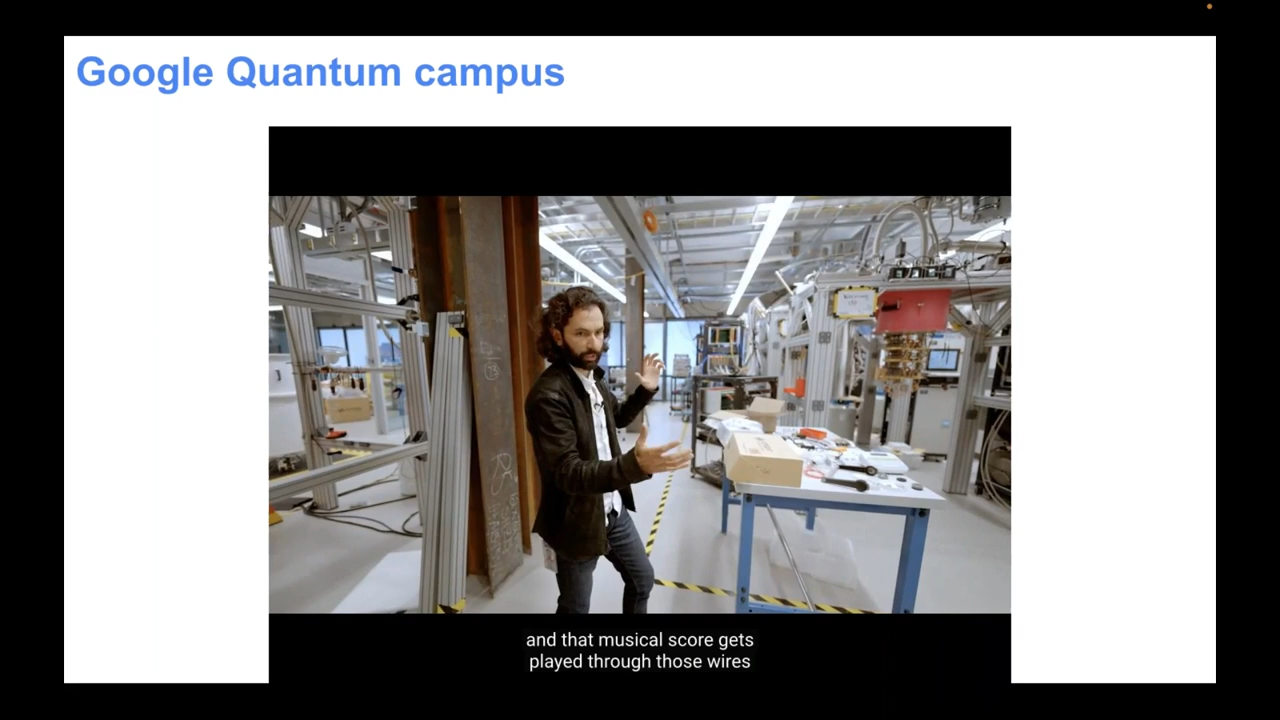 Google Quantum campus
and that musical score gets
played through those wires